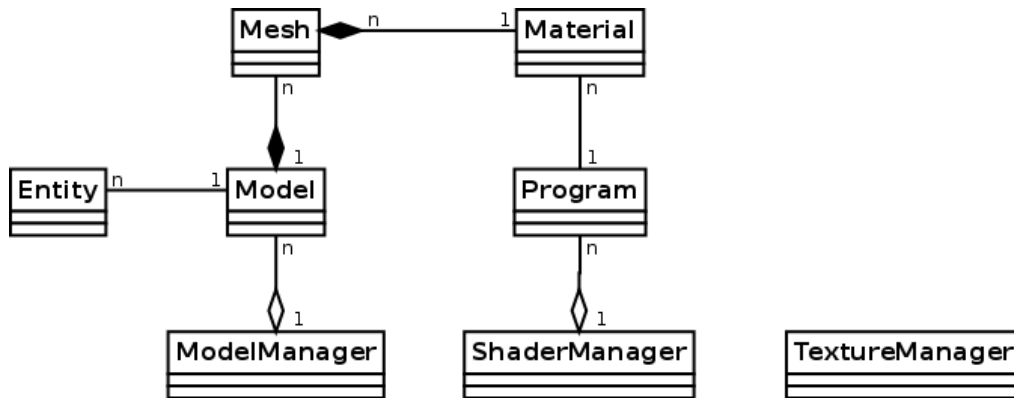 Mesh
n
1
Material
n
n
1
1
Entity
n
1
Model
Program
n
n
1
1
ModelManager
ShaderManager
TextureManager